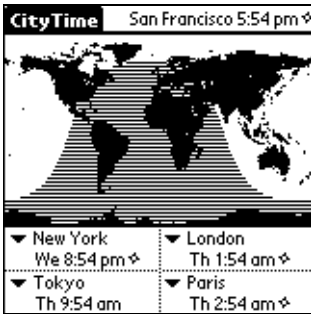 CityTime San Francisco 5:54 pm
New York London
We 8:54 pm Th 1:54 am
Tokyo Paris
Th 9:54 am Th 2:54 am